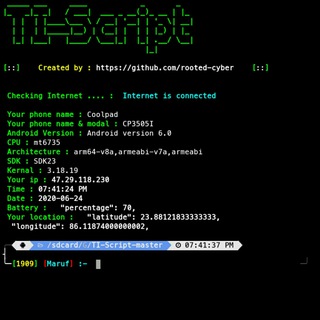 TI-Script
[::] Created by : https://github.com/rooted-cyber [::]
Checking Internet .... : Internet is connected
Your phone name : Coolpad
Your phone name & modal : CP3505I
Android Version : Android version 6.0
CPU : mt6735
Architecture : arm64-v8a,armeabi-v7a,armeabi
SDK : SDK23
Kernal : 3.18.19
Your ip : 47.29.118.230
Time : 07:41:24 PM
Date : 2020-06-24
Battery : "percentage": 70,
Your location : "latitude": 23.88121833333333,
"longitude": 86.11874000000002,
/sdcard/G/TI-Script-master 07:41:37 PM
[1909] [Maruf] :~